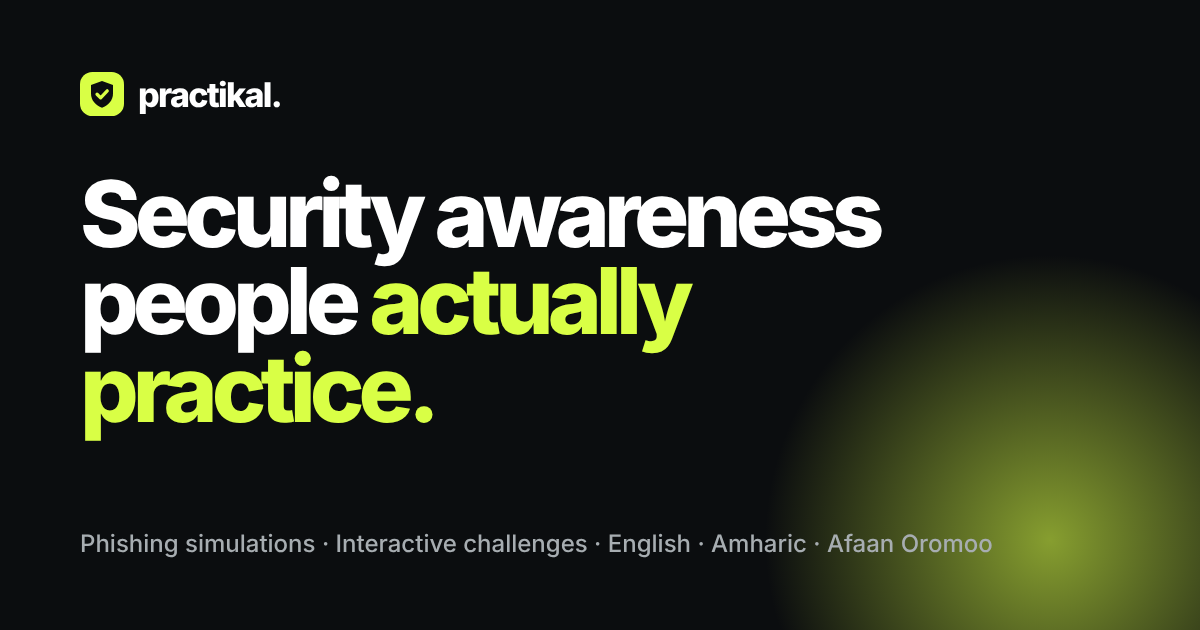 practikal.
Security awareness
people actually
practice.
Phishing simulations · Interactive challenges · English · Amharic · Afaan Oromoo